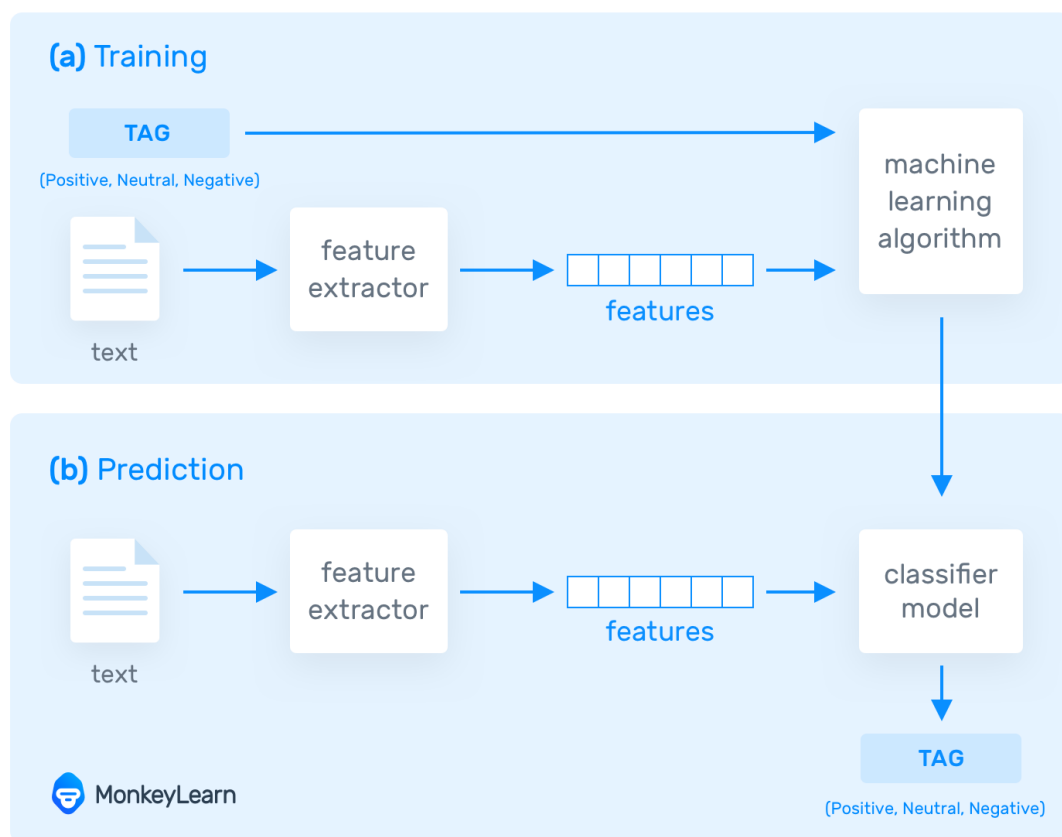 (a) Training
TAG
(Positive, Neutral, Negative)
text
feature
extractor
features
machine
learning
algorithm
(b) Prediction
text
feature
extractor
features
classifier
model
TAG
(Positive, Neutral, Negative)
MonkeyLearn